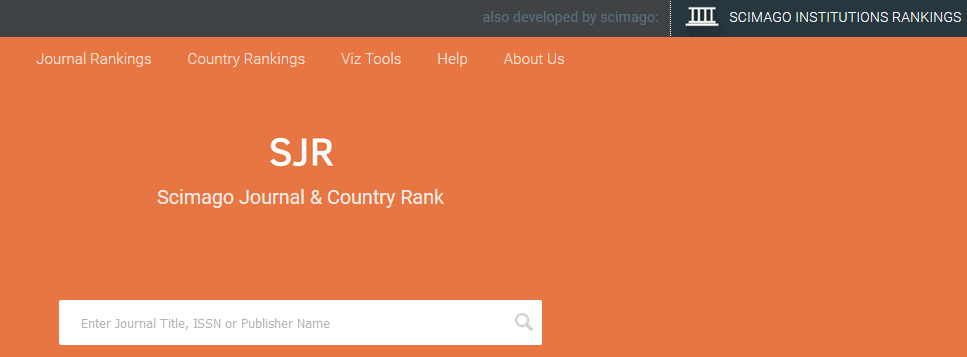 also developed by scimago: SCIMAGO INSTITUTIONS RANKINGS
Journal Rankings Country Rankings Viz Tools Help About Us
SJR
Scimago Journal & Country Rank
Enter Journal Title, ISSN or Publisher Name